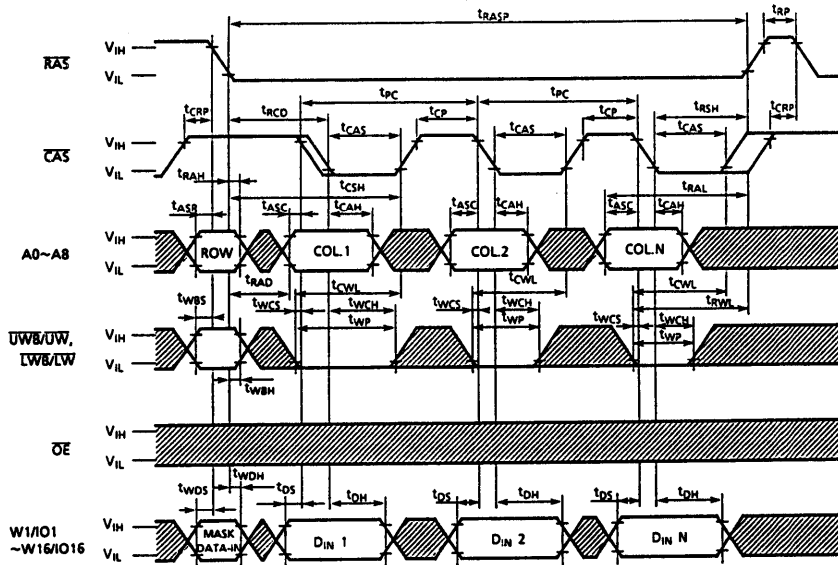 tRASP
tRP
RAS
VIH
VIL
tPC
tPC
tCRP
tRCD
tCP
tCP
tRSH
tCRP
tCAS
tCAS
tCAS
CAS
VIH
VIL
tRAH
tCSH
tRAL
tASR
tASC
tCAH
tASC
tCAH
tASC
tCAH
A0~A8
VIH
VIL
ROW
COL.1
COL.2
COL.N
tRAD
tCWL
tCWL
tCWL
tWBS
tWCS
tWCH
tWCS
tWCH
tRWL
tWCS
tWCH
tWP
tWP
tWP
UWB/UW,
LWB/LW
VIH
VIL
tWBH
OE
VIH
VIL
tWDH
tWDS
tDS
tDH
tDS
tDH
tDS
tDH
W1/IO1
~W16/IO16
VIH
VIL
MASK
DATA-IN
DIN 1
DIN 2
DIN N